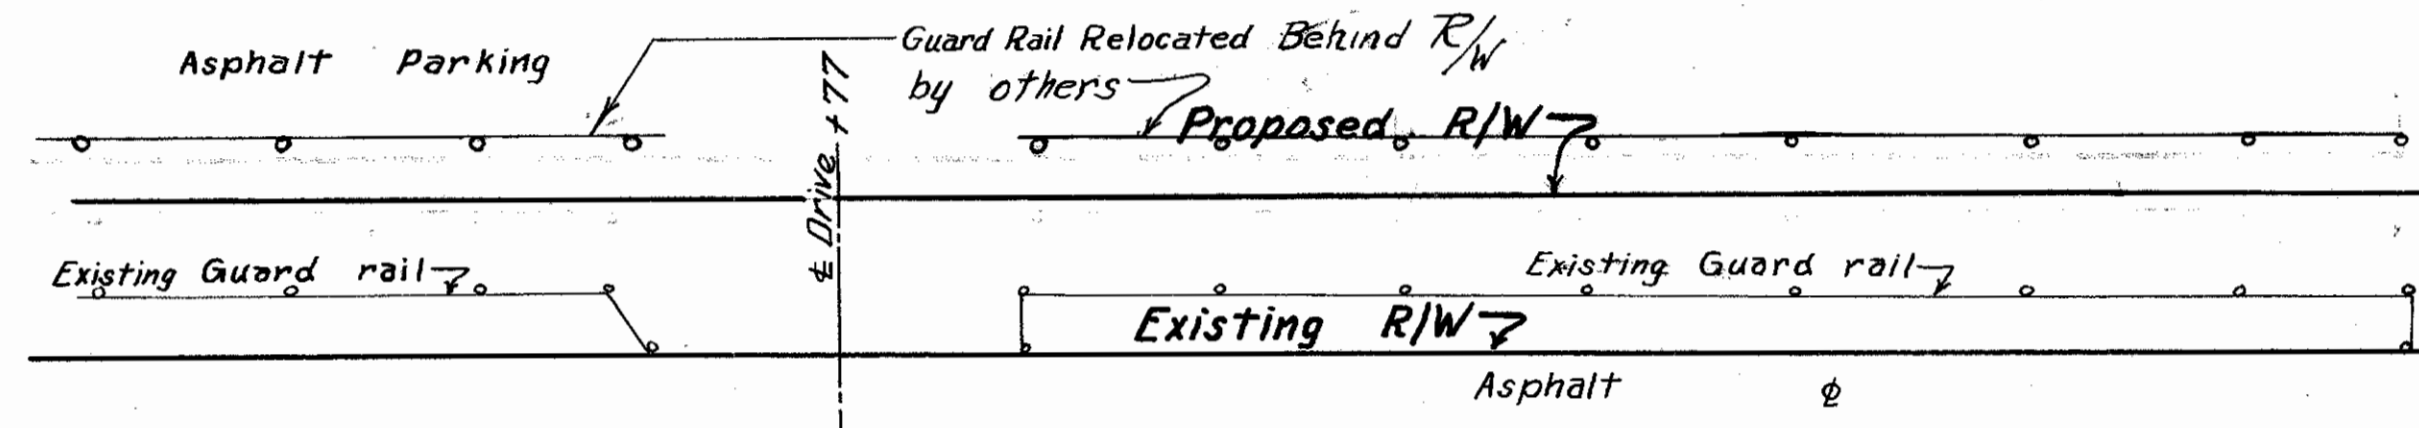 Asphalt Parking
Guard Rail Relocated Behind R/W
by others
Proposed R/W
℄ Drive + 77
Existing Guard rail
Existing Guard rail
Existing R/W
Asphalt